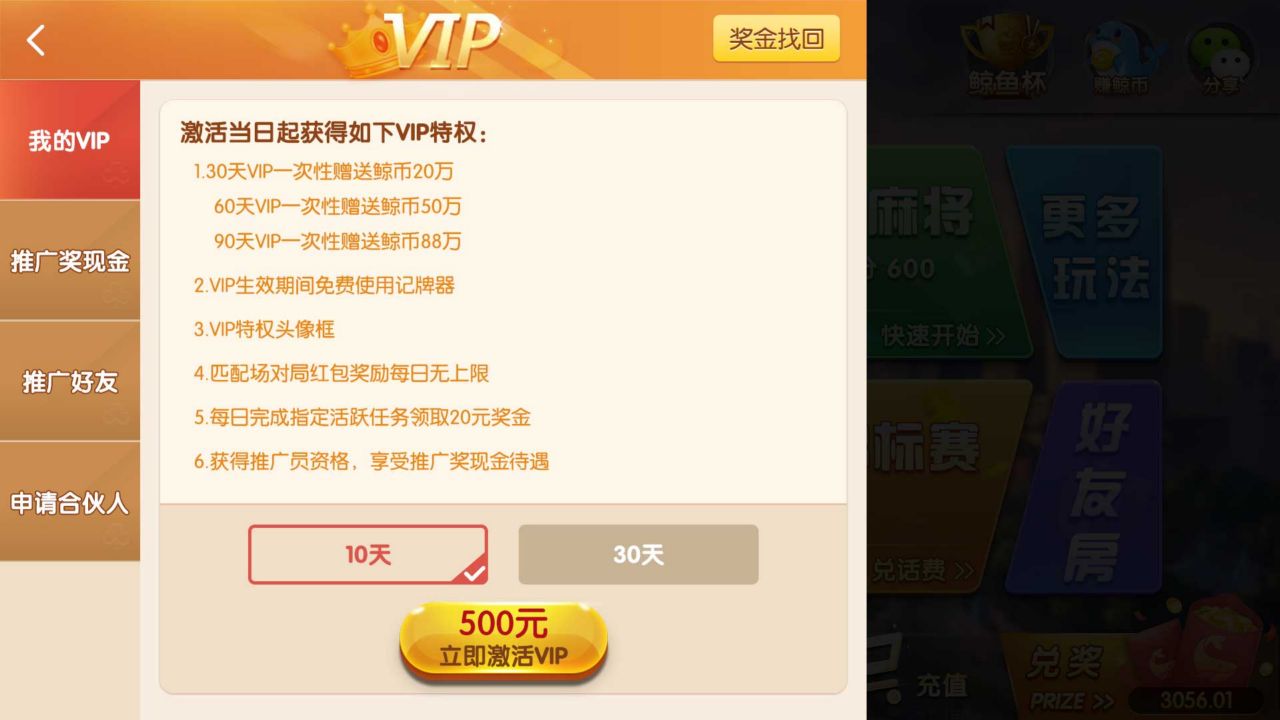 VIP
奖金找回
我的VIP
推广奖现金
推广好友
申请合伙人
激活当日起获得如下VIP特权：
1.30天VIP一次性赠送鲸币20万
60天VIP一次性赠送鲸币50万
90天VIP一次性赠送鲸币88万
2.VIP生效期间免费使用记牌器
3.VIP特权头像框
4.匹配场对局红包奖励每日无上限
5.每日完成指定活跃任务领取20元奖金
6.获得推广员资格，享受推广奖现金待遇
10天
30天
500元
立即激活VIP
鲸鱼杯
赚鲸币
分享
麻将
分 600
快速开始 >>
更多
玩法
标赛
兑话费 >>
好友房
充值
兑奖
PRIZE >>
3056.01